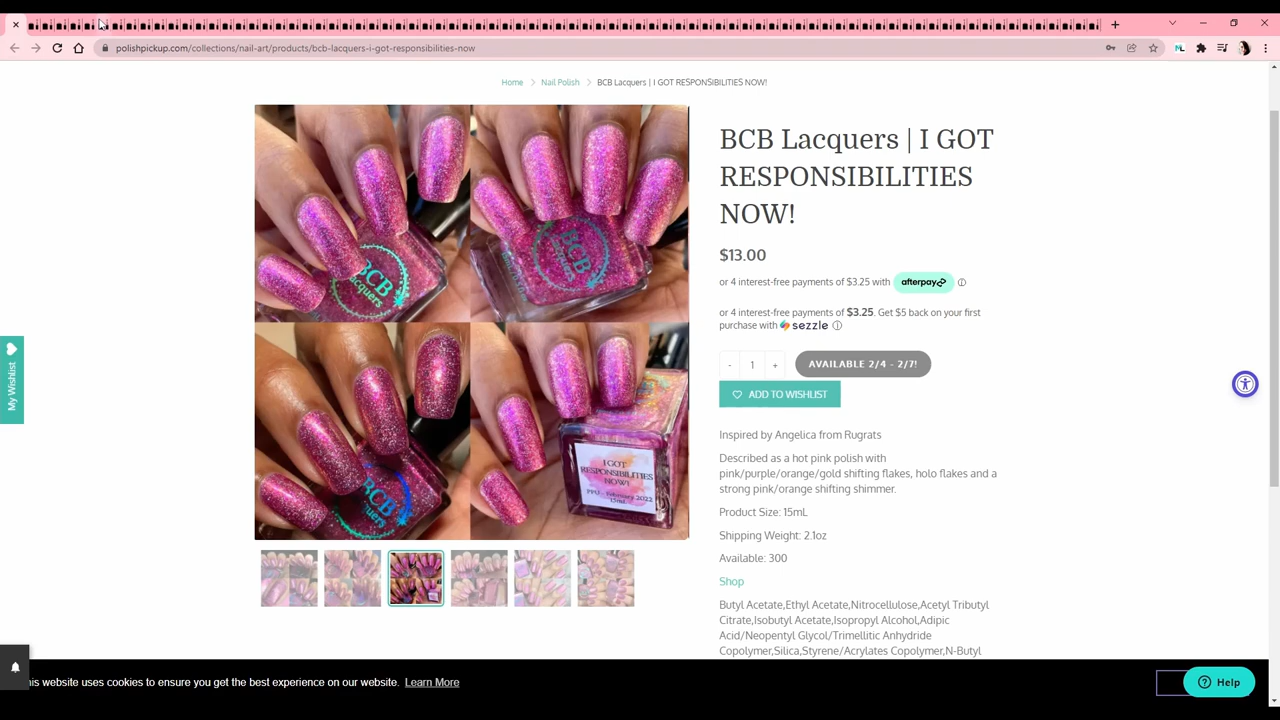 polishpickup.com/collections/nail-art/products/bcb-lacquers-i-got-responsibilities-now
Home > Nail Polish > BCB Lacquers | I GOT RESPONSIBILITIES NOW!
BCB
Lacquers
BCB
Lacquers
I GOT
RESPONSIBILITIES
NOW!
PPU - February 2022
15mL
BCB Lacquers | I GOT
RESPONSIBILITIES
NOW!
$13.00
or 4 interest-free payments of $3.25 with afterpay
or 4 interest-free payments of $3.25. Get $5 back on your first
purchase with sezzle
- 1 + AVAILABLE 2/4 - 2/7!
ADD TO WISHLIST
My Wishlist
Inspired by Angelica from Rugrats
Described as a hot pink polish with
pink/purple/orange/gold shifting flakes, holo flakes and a
strong pink/orange shifting shimmer.
Product Size: 15mL
Shipping Weight: 2.1oz
Available: 300
Shop
Butyl Acetate,Ethyl Acetate,Nitrocellulose,Acetyl Tributyl
Citrate,Isobutyl Acetate,Isopropyl Alcohol,Adipic
Acid/Neopentyl Glycol/Trimellitic Anhydride
Copolymer,Silica,Styrene/Acrylates Copolymer,N-Butyl
his website uses cookies to ensure you get the best experience on our website. Learn More
Help